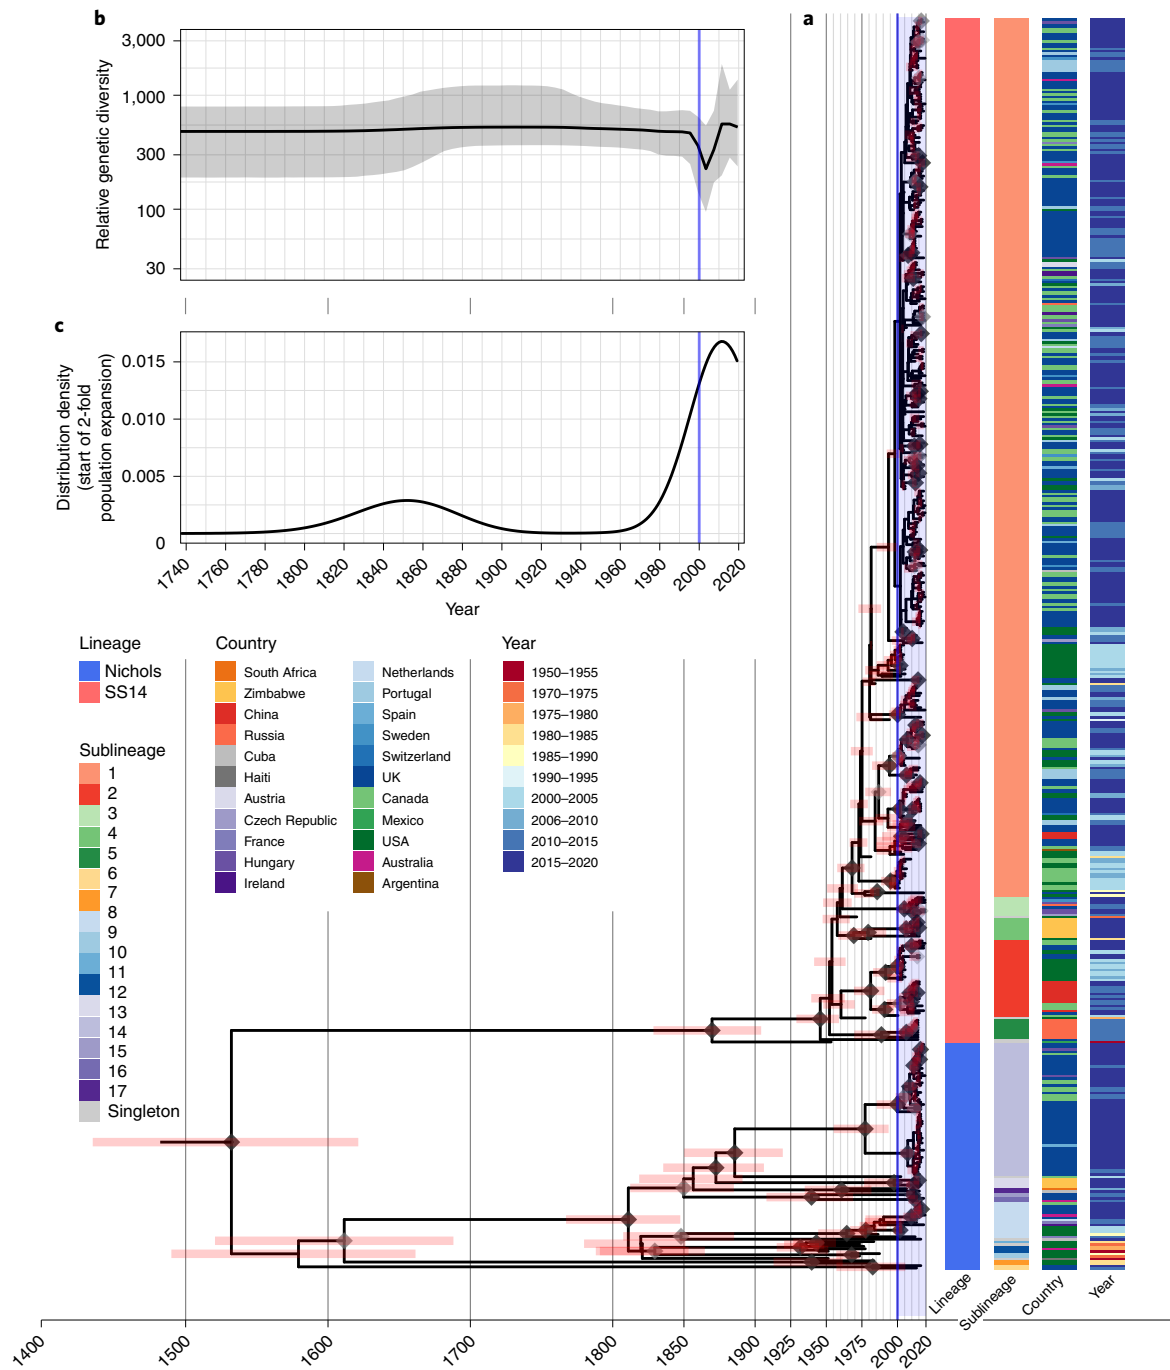 b
a
3,000
1,000
300
100
30
Relative genetic diversity
c
0.015
0.010
0.005
0
Distribution density
(start of 2-fold
population expansion)
1740
1760
1780
1800
1820
1840
1860
1880
1900
1920
1940
1960
1980
2000
2020
Year
Lineage
Nichols
SS14
Sublineage
1
2
3
4
5
6
7
8
9
10
11
12
13
14
15
16
17
Singleton
Country
South Africa
Zimbabwe
China
Russia
Cuba
Haiti
Austria
Czech Republic
France
Hungary
Ireland
Netherlands
Portugal
Spain
Sweden
Switzerland
UK
Canada
Mexico
USA
Australia
Argentina
Year
1950–1955
1970–1975
1975–1980
1980–1985
1985–1990
1990–1995
2000–2005
2006–2010
2010–2015
2015–2020
Lineage
Sublineage
Country
Year
1400
1500
1600
1700
1800
1850
1900
1925
1950
1975
2000
2020